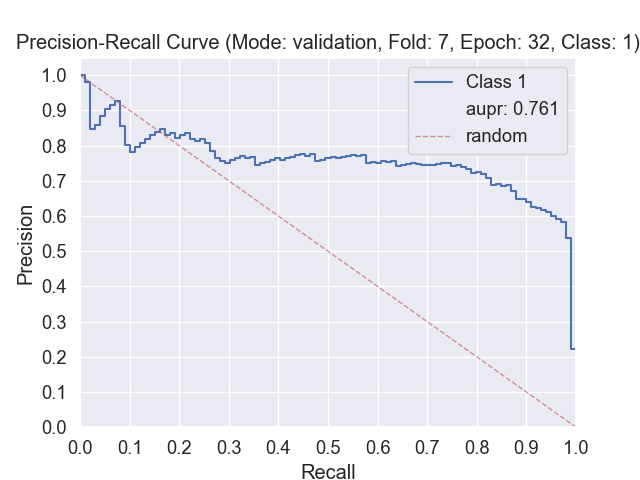 Precision-Recall Curve (Mode: validation, Fold: 7, Epoch: 32, Class: 1)
1.0
0.9
0.8
0.7
0.6
0.5
0.4
0.3
0.2
0.1
0.0
Precision
Class 1
aupr: 0.761
random
0.0 0.1 0.2 0.3 0.4 0.5 0.6 0.7 0.8 0.9 1.0
Recall